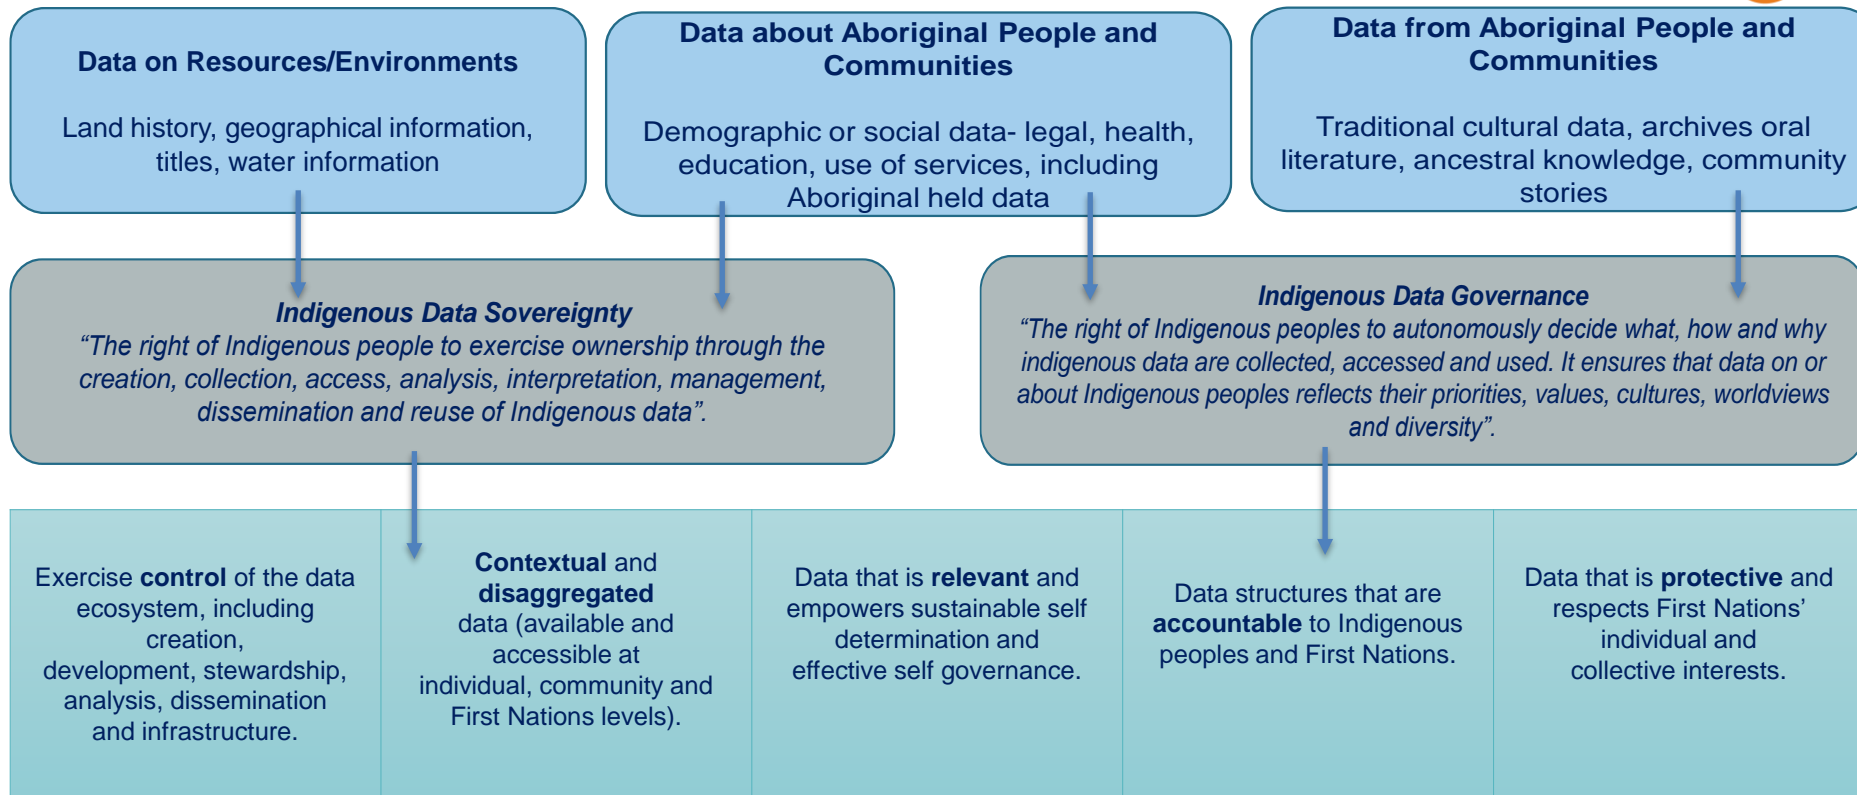 Data on Resources/Environments
Land history, geographical information,
titles, water information
Data about Aboriginal People and
Communities
Demographic or social data- legal, health,
education, use of services, including
Aboriginal held data
Data from Aboriginal People and
Communities
Traditional cultural data, archives oral
literature, ancestral knowledge, community
stories
Indigenous Data Sovereignty
“The right of Indigenous people to exercise ownership through the
creation, collection, access, analysis, interpretation, management,
dissemination and reuse of Indigenous data”.
Indigenous Data Governance
“The right of Indigenous peoples to autonomously decide what, how and why
indigenous data are collected, accessed and used. It ensures that data on or
about Indigenous peoples reflects their priorities, values, cultures, worldviews
and diversity”.
Exercise control of the data
ecosystem, including
creation,
development, stewardship,
analysis, dissemination
and infrastructure.
Contextual and
disaggregated
data (available and
accessible at
individual, community and
First Nations levels).
Data that is relevant and
empowers sustainable self
determination and
effective self governance.
Data structures that are
accountable to Indigenous
peoples and First Nations.
Data that is protective and
respects First Nations’
individual and
collective interests.